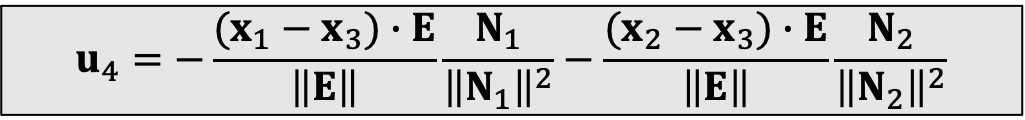 𝐮₄ = − (𝐱₁ − 𝐱₃) · 𝐄 / ‖𝐄‖ 𝐍₁ / ‖𝐍₁‖² − (𝐱₂ − 𝐱₃) · 𝐄 / ‖𝐄‖ 𝐍₂ / ‖𝐍₂‖²